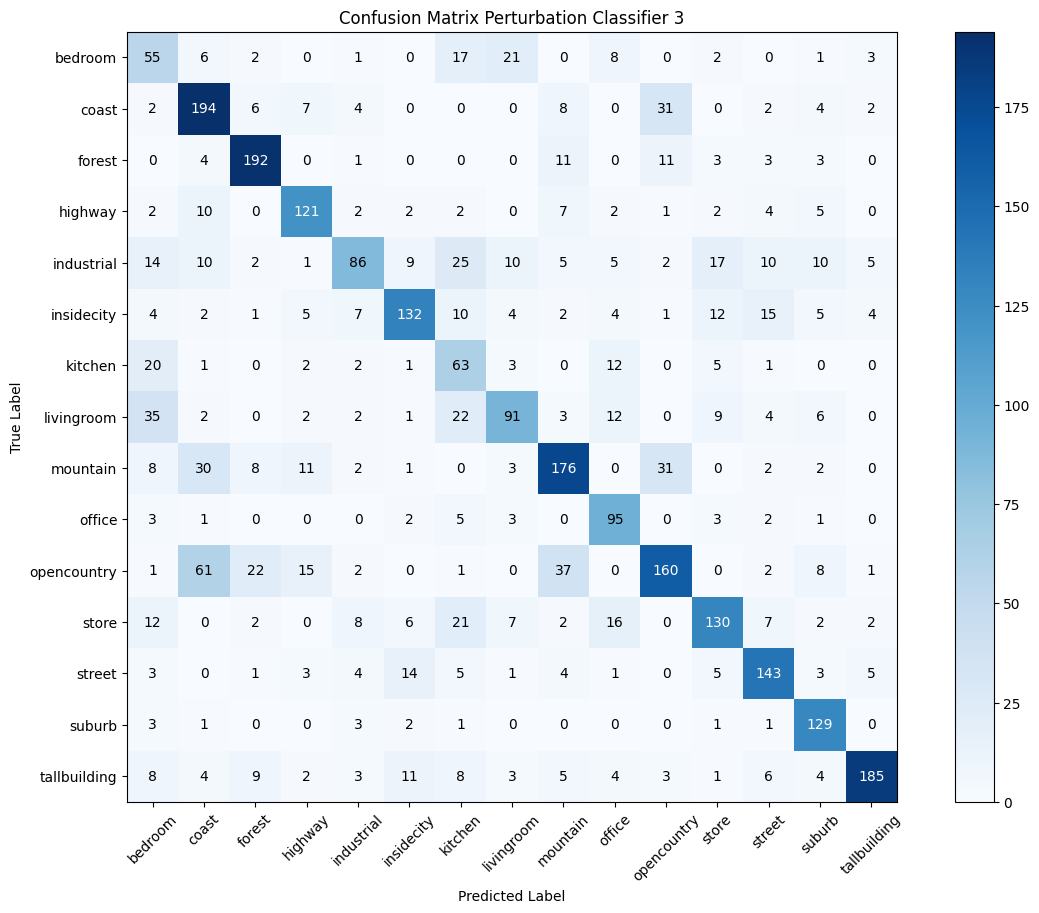 Confusion Matrix Perturbation Classifier 3
True Label
bedroom 55 6 2 0 1 0 17 21 0 8 0 2 0 1 3
coast 2 194 6 7 4 0 0 0 8 0 31 0 2 4 2
forest 0 4 192 0 1 0 0 0 11 0 11 3 3 3 0
highway 2 10 0 121 2 2 2 0 7 2 1 2 4 5 0
industrial 14 10 2 1 86 9 25 10 5 5 2 17 10 10 5
insidecity 4 2 1 5 7 132 10 4 2 4 1 12 15 5 4
kitchen 20 1 0 2 2 1 63 3 0 12 0 5 1 0 0
livingroom 35 2 0 2 2 1 22 91 3 12 0 9 4 6 0
mountain 8 30 8 11 2 1 0 3 176 0 31 0 2 2 0
office 3 1 0 0 0 2 5 3 0 95 0 3 2 1 0
opencountry 1 61 22 15 2 0 1 0 37 0 160 0 2 8 1
store 12 0 2 0 8 6 21 7 2 16 0 130 7 2 2
street 3 0 1 3 4 14 5 1 4 1 0 5 143 3 5
suburb 3 1 0 0 3 2 1 0 0 0 0 1 1 129 0
tallbuilding 8 4 9 2 3 11 8 3 5 4 3 1 6 4 185
bedroom coast forest highway industrial insidecity kitchen livingroom mountain office opencountry store street suburb tallbuilding
Predicted Label
175
150
125
100
75
50
25
0